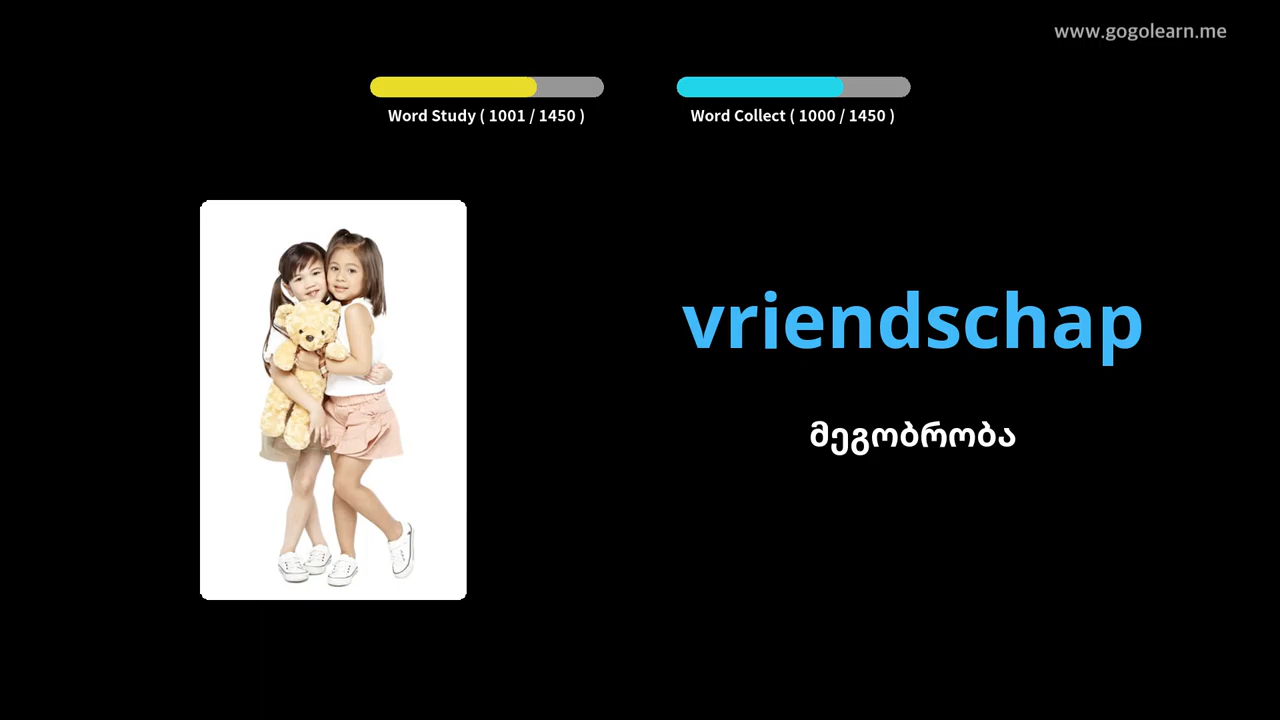 www.gogolearn.me
Word Study ( 1001 / 1450 )
Word Collect ( 1000 / 1450 )
vriendschap
მეგობრობა